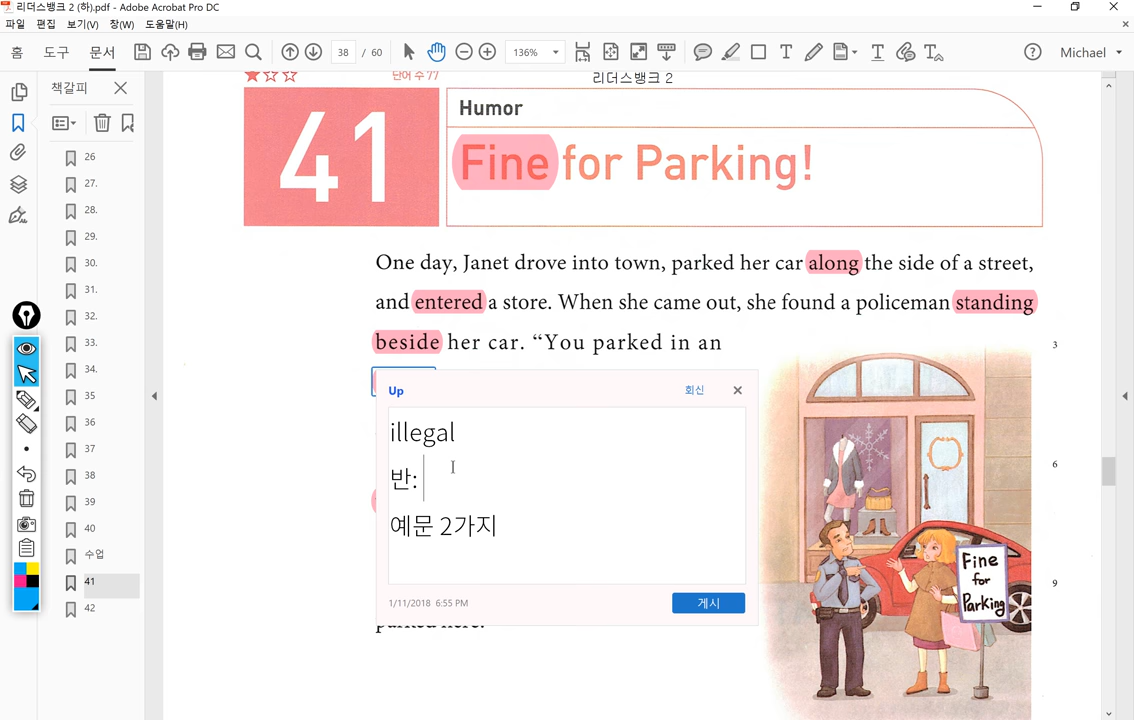 리더스뱅크 2 (하).pdf - Adobe Acrobat Pro DC
파일 편집 보기(V) 창(W) 도움말(H)
홈 도구 문서 38 / 60 136% Michael
책갈피
26
27.
28.
29.
30.
31.
32.
33.
34.
35
36
37
38
39
40
수업
41
42
단어 수 77
리더스뱅크 2
41
Humor
Fine for Parking!
One day, Janet drove into town, parked her car along the side of a street,
and entered a store. When she came out, she found a policeman standing
beside her car. “You parked in an
3
6
9
Up 회신
illegal
반:
예문 2가지
1/11/2018 6:55 PM 게시
parked here.
Fine
for
Parking